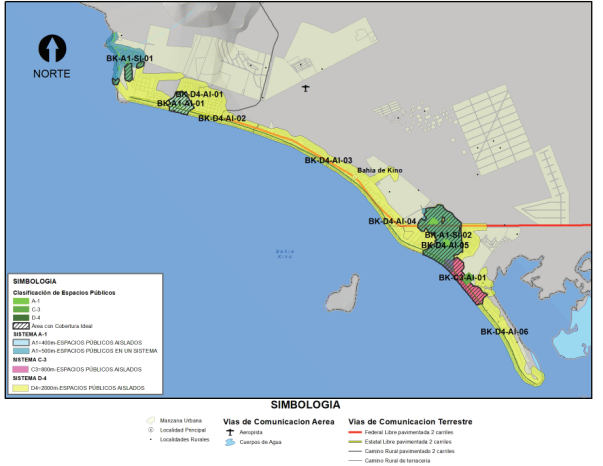 NORTE
BK-A1-SI-01
BK-D4-AI-01
BK-A1-AI-01
BK-D4-AI-02
BK-D4-AI-03
Bahia de Kino
BK-D4-AI-04
BK-A1-SI-02
BK-D4-AI-05
BK-C3-AI-01
BK-D4-AI-06
Bahia
Kino
SIMBOLOGIA
Clasificación de Espacios Públicos
A-1
C-3
D-4
Area con Cobertura Ideal
SISTEMA A-1
A1=400m-ESPACIOS PÚBLICOS AISLADOS
A1=500m-ESPACIOS PÚBLICOS EN UN SISTEMA
SISTEMA C-3
C3=800m-ESPACIOS PÚBLICOS AISLADOS
SISTEMA D-4
D4=2000m-ESPACIOS PÚBLICOS AISLADOS
SIMBOLOGIA
Manzana Urbana
Localidad Principal
Localidades Rurales
Vias de Comunicacion Aerea
Aeropista
Cuerpos de Agua
Vias de Comunicacion Terrestre
Federal Libre pavimentada 2 carriles
Estatal Libre pavimentada 2 carriles
Camino Rural pavimentado 2 carriles
Camino Rural de terraceria